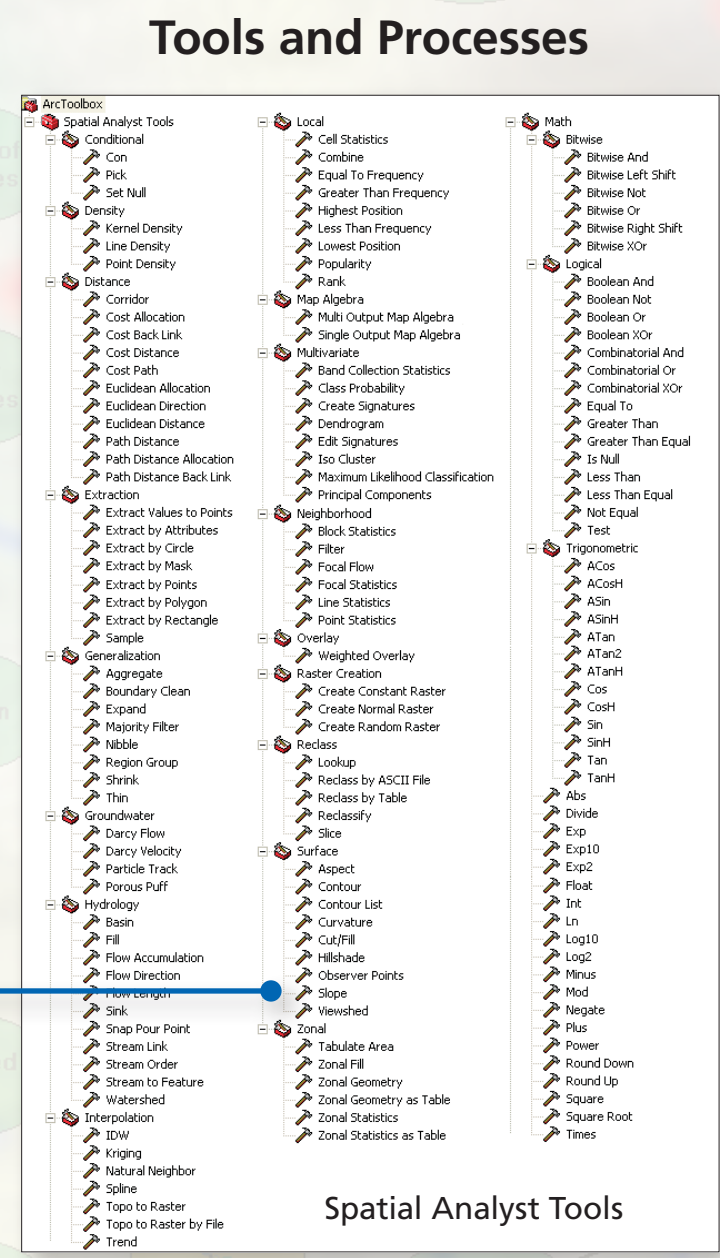 Tools and Processes
ArcToolbox
Spatial Analyst Tools
Conditional
Con
Pick
Set Null
Density
Kernel Density
Line Density
Point Density
Distance
Corridor
Cost Allocation
Cost Back Link
Cost Distance
Cost Path
Euclidean Allocation
Euclidean Direction
Euclidean Distance
Path Distance
Path Distance Allocation
Path Distance Back Link
Extraction
Extract Values to Points
Extract by Attributes
Extract by Circle
Extract by Mask
Extract by Points
Extract by Polygon
Extract by Rectangle
Sample
Generalization
Aggregate
Boundary Clean
Expand
Majority Filter
Nibble
Region Group
Shrink
Thin
Groundwater
Darcy Flow
Darcy Velocity
Particle Track
Porous Puff
Hydrology
Basin
Fill
Flow Accumulation
Flow Direction
Flow Length
Sink
Snap Pour Point
Stream Link
Stream Order
Stream to Feature
Watershed
Interpolation
IDW
Kriging
Natural Neighbor
Spline
Topo to Raster
Topo to Raster by File
Trend
Local
Cell Statistics
Combine
Equal To Frequency
Greater Than Frequency
Highest Position
Less Than Frequency
Lowest Position
Popularity
Rank
Map Algebra
Multi Output Map Algebra
Single Output Map Algebra
Multivariate
Band Collection Statistics
Class Probability
Create Signatures
Dendrogram
Edit Signatures
Iso Cluster
Maximum Likelihood Classification
Principal Components
Neighborhood
Block Statistics
Filter
Focal Flow
Focal Statistics
Line Statistics
Point Statistics
Overlay
Weighted Overlay
Raster Creation
Create Constant Raster
Create Normal Raster
Create Random Raster
Reclass
Lookup
Reclass by ASCII File
Reclass by Table
Reclassify
Slice
Surface
Aspect
Contour
Contour List
Curvature
Cut/Fill
Hillshade
Observer Points
Slope
Viewshed
Zonal
Tabulate Area
Zonal Fill
Zonal Geometry
Zonal Geometry as Table
Zonal Statistics
Zonal Statistics as Table
Math
Bitwise
Bitwise And
Bitwise Left Shift
Bitwise Not
Bitwise Or
Bitwise Right Shift
Bitwise XOr
Logical
Boolean And
Boolean Not
Boolean Or
Boolean XOr
Combinatorial And
Combinatorial Or
Combinatorial XOr
Equal To
Greater Than
Greater Than Equal
Is Null
Less Than
Less Than Equal
Not Equal
Test
Trigonometric
ACos
ACosH
ASin
ASinH
ATan
ATan2
ATanH
Cos
CosH
Sin
SinH
Tan
TanH
Abs
Divide
Exp
Exp10
Exp2
Float
Int
Ln
Log10
Log2
Minus
Mod
Negate
Plus
Power
Round Down
Round Up
Square
Square Root
Times
Spatial Analyst Tools